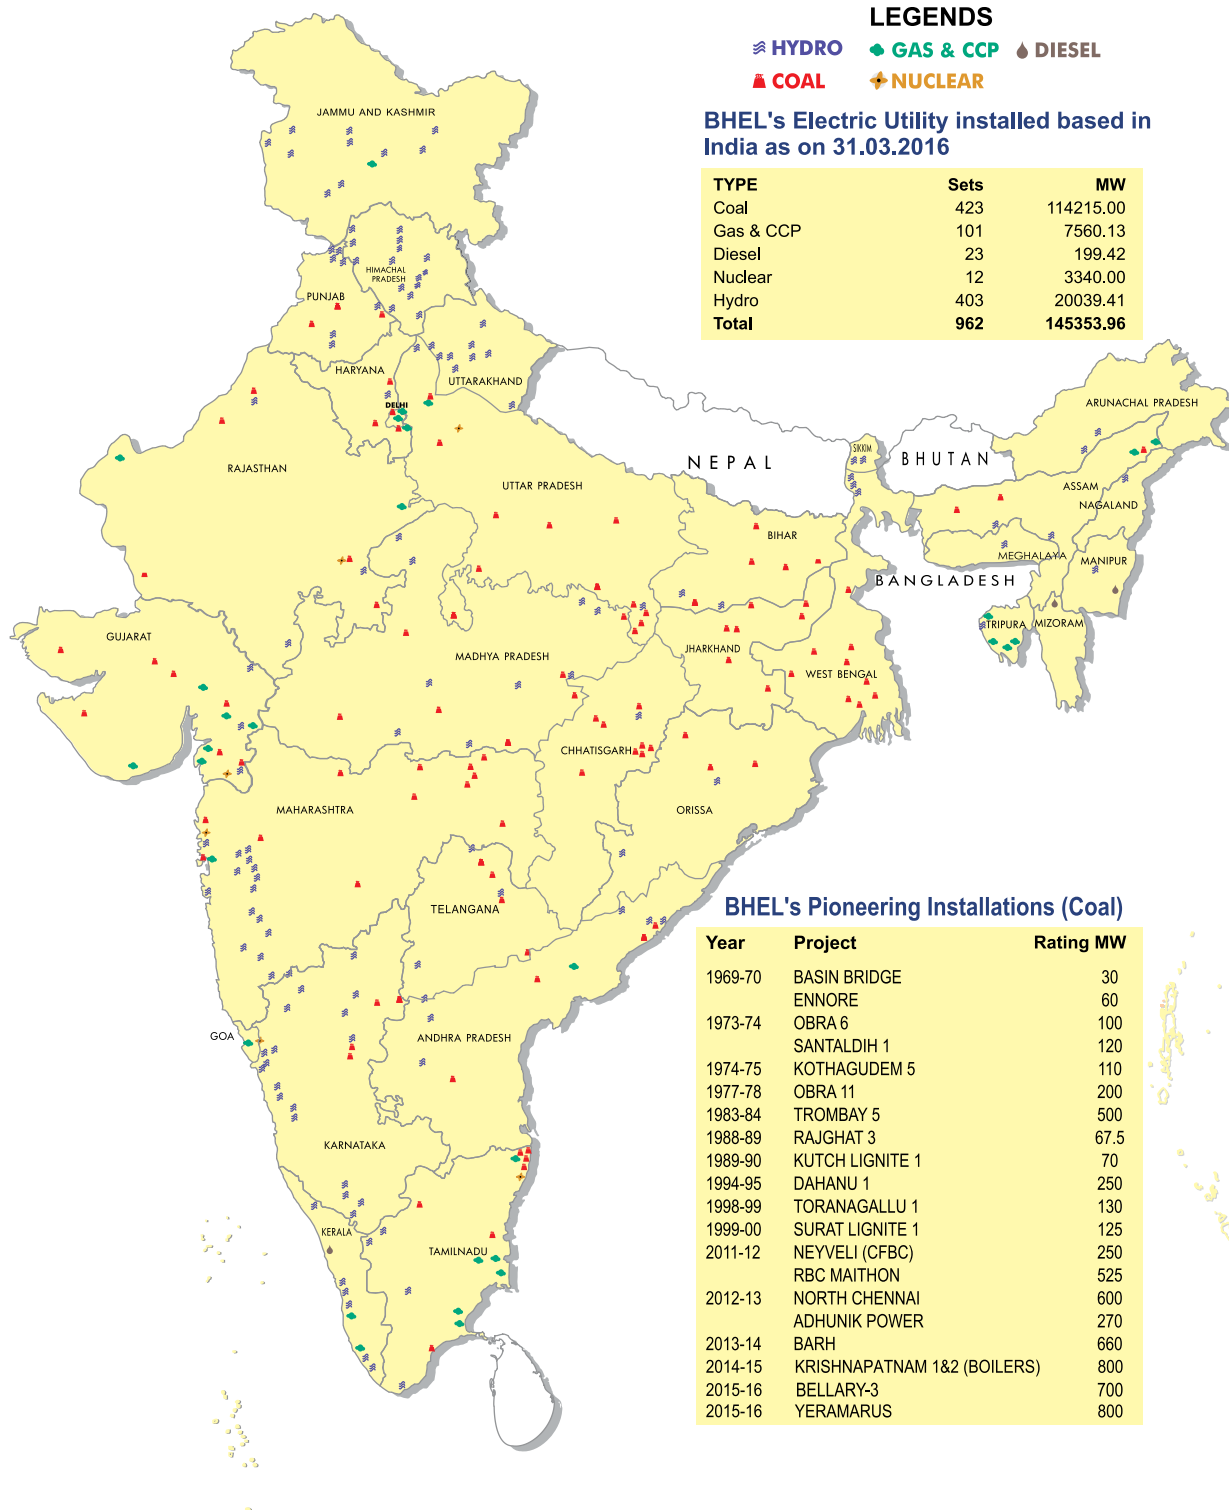 LEGENDS
HYDRO GAS & CCP DIESEL
COAL NUCLEAR
BHEL's Electric Utility installed based in
India as on 31.03.2016
TYPE Sets MW
Coal 423 114215.00
Gas & CCP 101 7560.13
Diesel 23 199.42
Nuclear 12 3340.00
Hydro 403 20039.41
Total 962 145353.96
JAMMU AND KASHMIR
HIMACHAL
PRADESH
PUNJAB
HARYANA
UTTARAKHAND
DELHI
ARUNACHAL PRADESH
RAJASTHAN
NEPAL
SIKKIM
BHUTAN
UTTAR PRADESH
ASSAM
NAGALAND
BIHAR
MEGHALAYA
MANIPUR
BANGLADESH
GUJARAT
TRIPURA
MIZORAM
MADHYA PRADESH
JHARKHAND
WEST BENGAL
CHHATISGARH
MAHARASHTRA
ORISSA
TELANGANA
GOA
ANDHRA PRADESH
KARNATAKA
KERALA
TAMILNADU
BHEL's Pioneering Installations (Coal)
Year Project Rating MW
1969-70 BASIN BRIDGE 30
ENNORE 60
1973-74 OBRA 6 100
SANTALDIH 1 120
1974-75 KOTHAGUDEM 5 110
1977-78 OBRA 11 200
1983-84 TROMBAY 5 500
1988-89 RAJGHAT 3 67.5
1989-90 KUTCH LIGNITE 1 70
1994-95 DAHANU 1 250
1998-99 TORANAGALLU 1 130
1999-00 SURAT LIGNITE 1 125
2011-12 NEYVELI (CFBC) 250
RBC MAITHON 525
2012-13 NORTH CHENNAI 600
ADHUNIK POWER 270
2013-14 BARH 660
2014-15 KRISHNAPATNAM 1&2 (BOILERS) 800
2015-16 BELLARY-3 700
2015-16 YERAMARUS 800